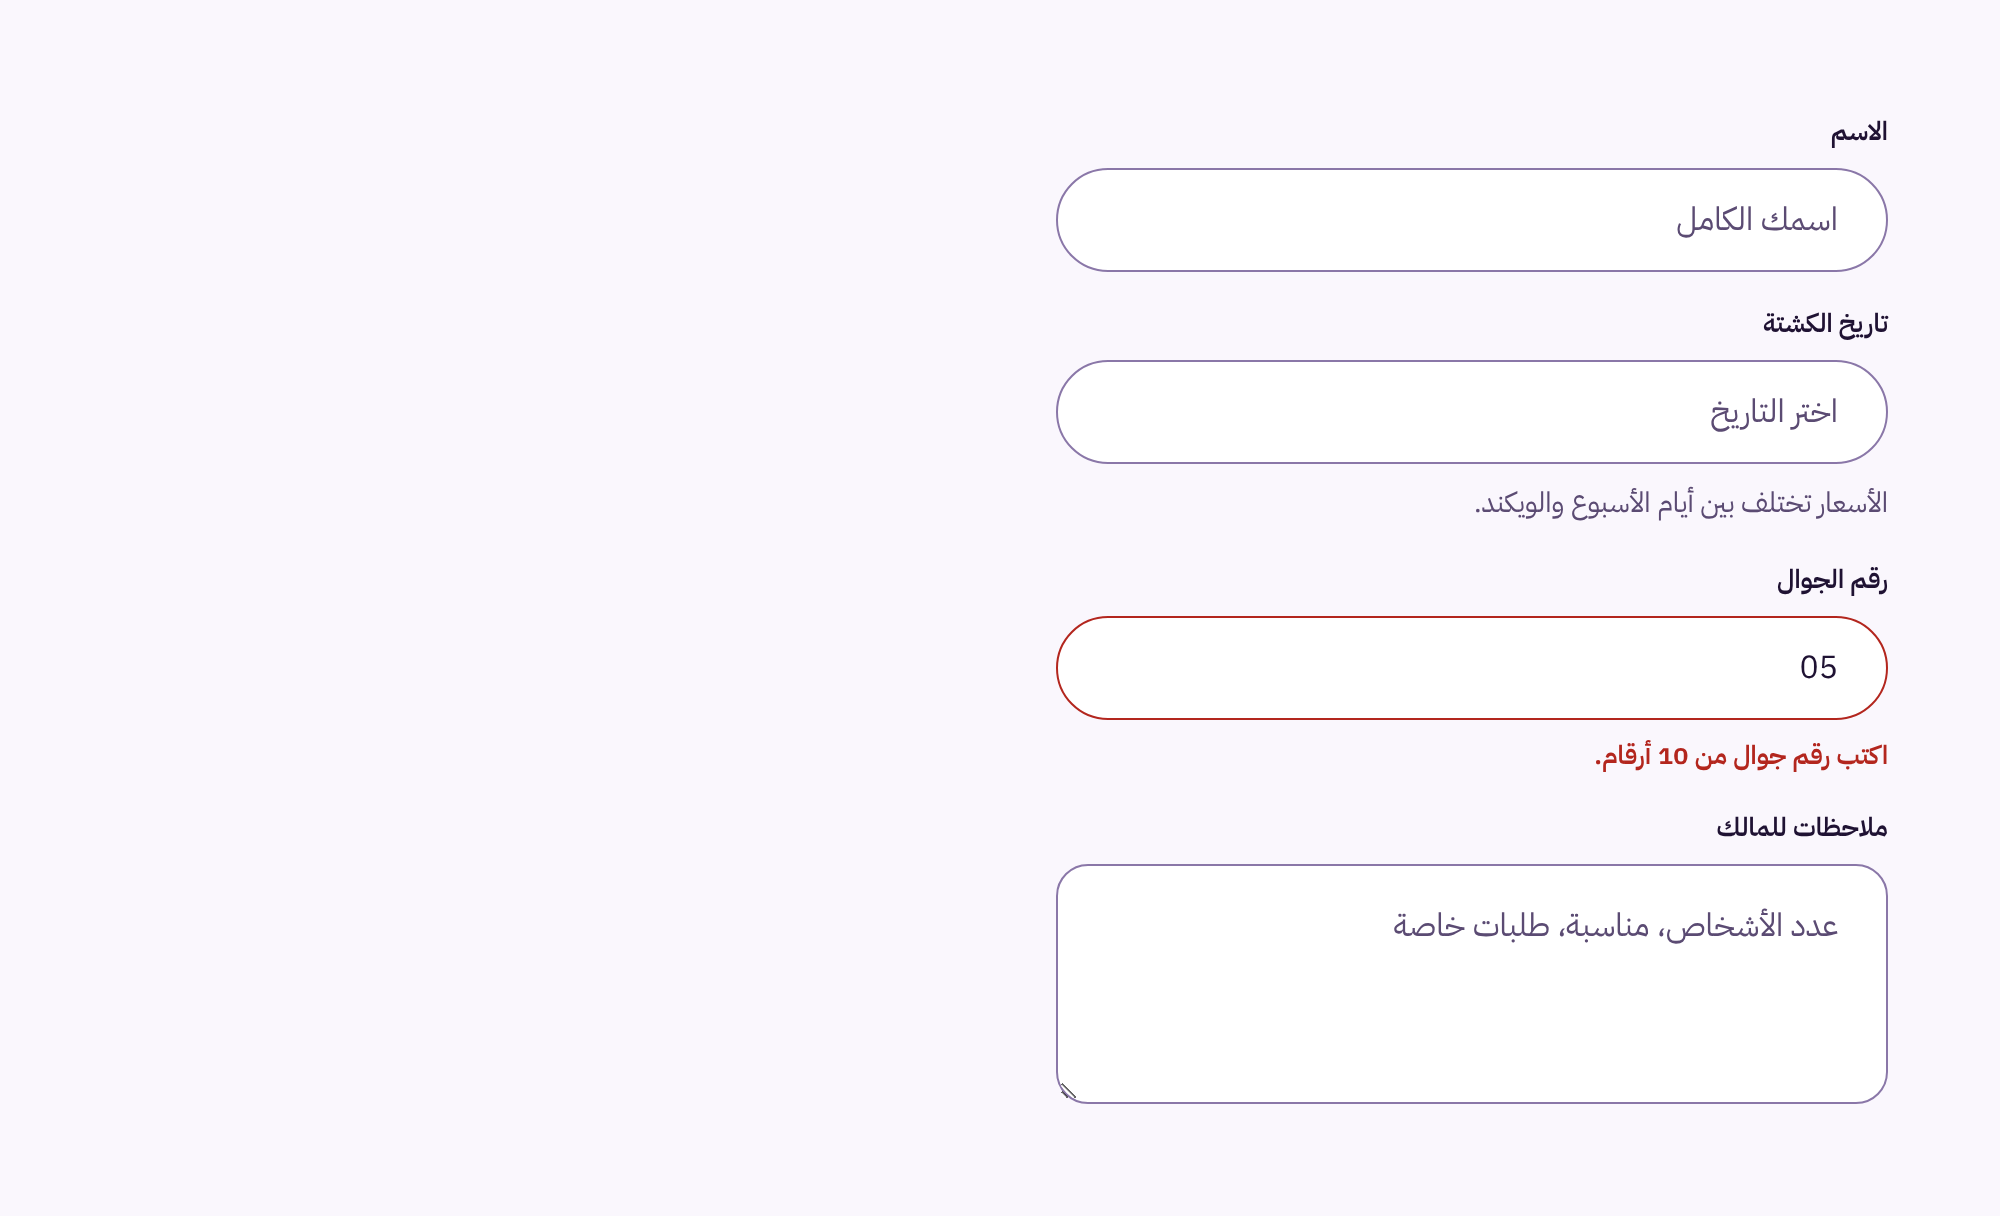 الاسم
اسمك الكامل
تاريخ الكشتة
اختر التاريخ
الأسعار تختلف بين أيام الأسبوع والويكند.
رقم الجوال
05
اكتب رقم جوال من 10 أرقام.
ملاحظات للمالك
عدد الأشخاص، مناسبة، طلبات خاصة